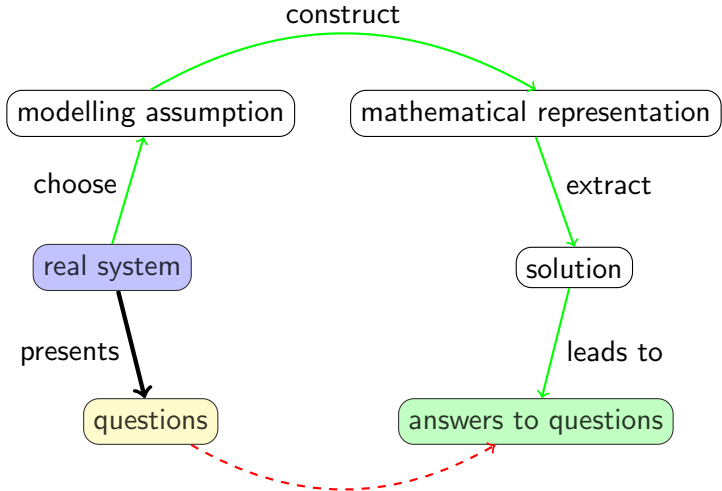 construct
modelling assumption
mathematical representation
choose
extract
real system
solution
presents
leads to
questions
answers to questions